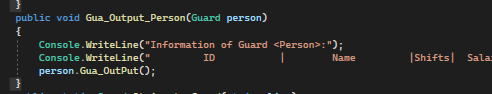 }
public void Gua_Output_Person(Guard person)
{
Console.WriteLine("Information of Guard <Person>:");
Console.WriteLine("        ID         |       Name        |Shifts|  Sala
person.Gua_OutPut();
}